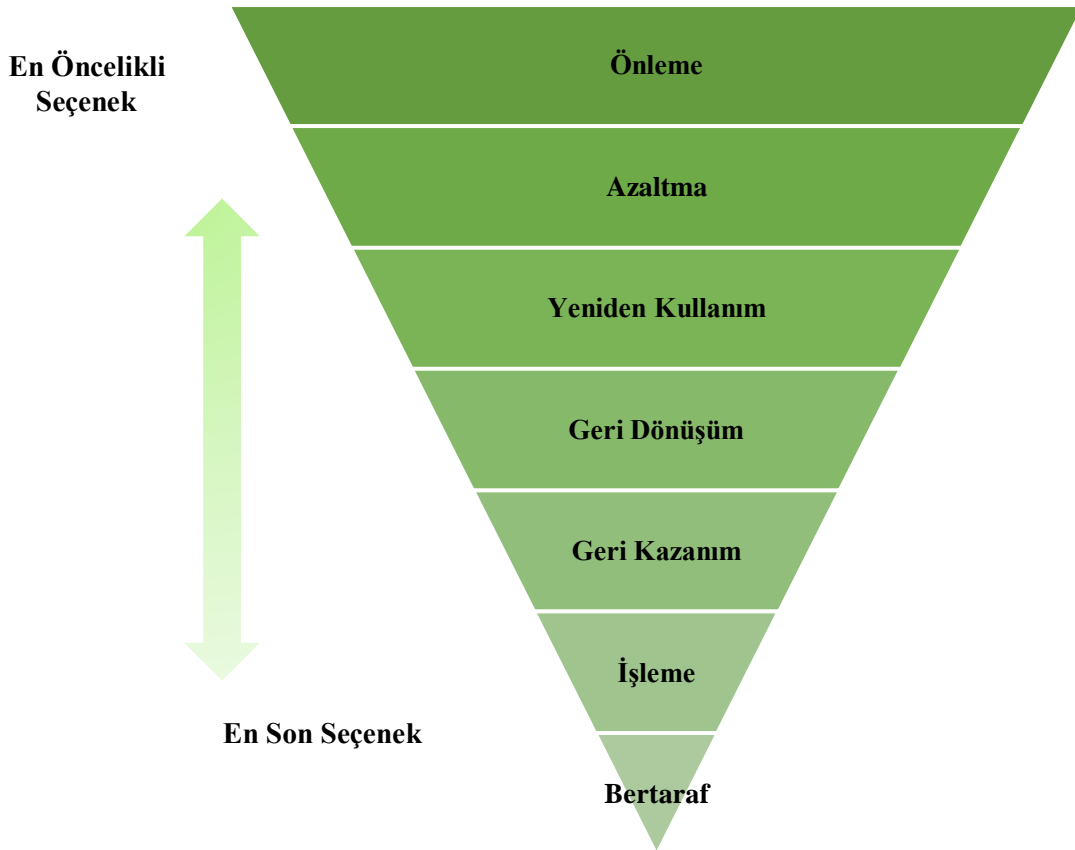 En Öncelikli
Seçenek
Önleme
Azaltma
Yeniden Kullanım
Geri Dönüşüm
Geri Kazanım
İşleme
En Son Seçenek
Bertaraf